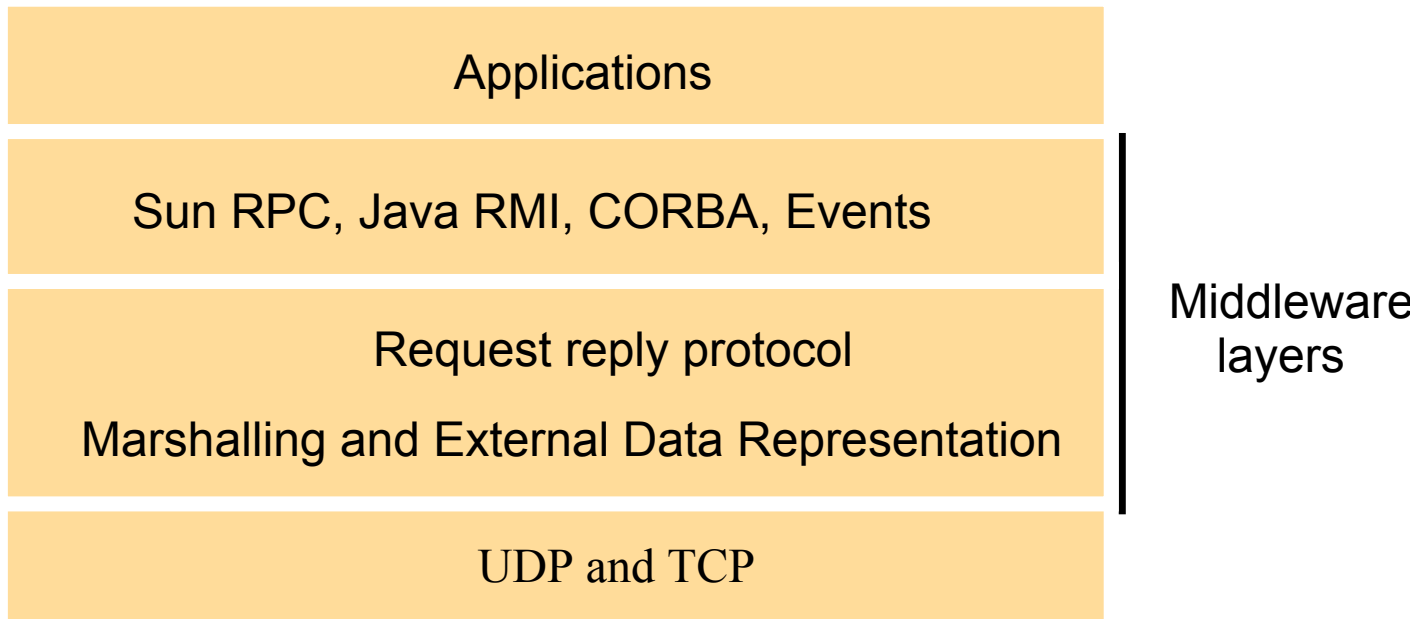 Applications
Sun RPC, Java RMI, CORBA, Events
Request reply protocol
Marshalling and External Data Representation
UDP and TCP
Middleware
layers